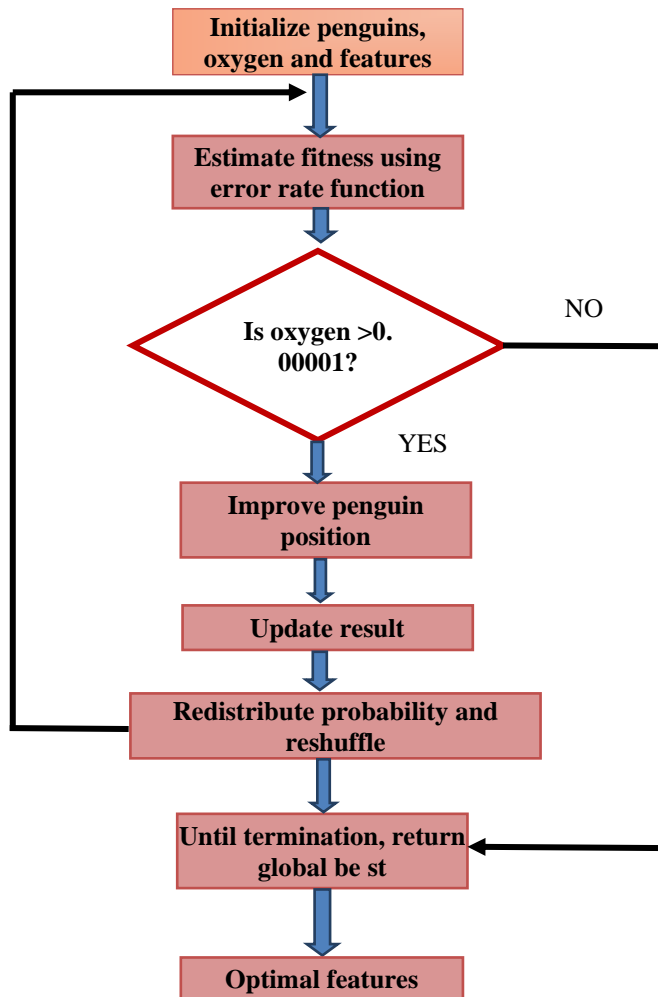 Initialize penguins,
oxygen and features
Estimate fitness using
error rate function
Is oxygen >0.
00001?
NO
YES
Improve penguin
position
Update result
Redistribute probability and
reshuffle
Until termination, return
global be st
Optimal features